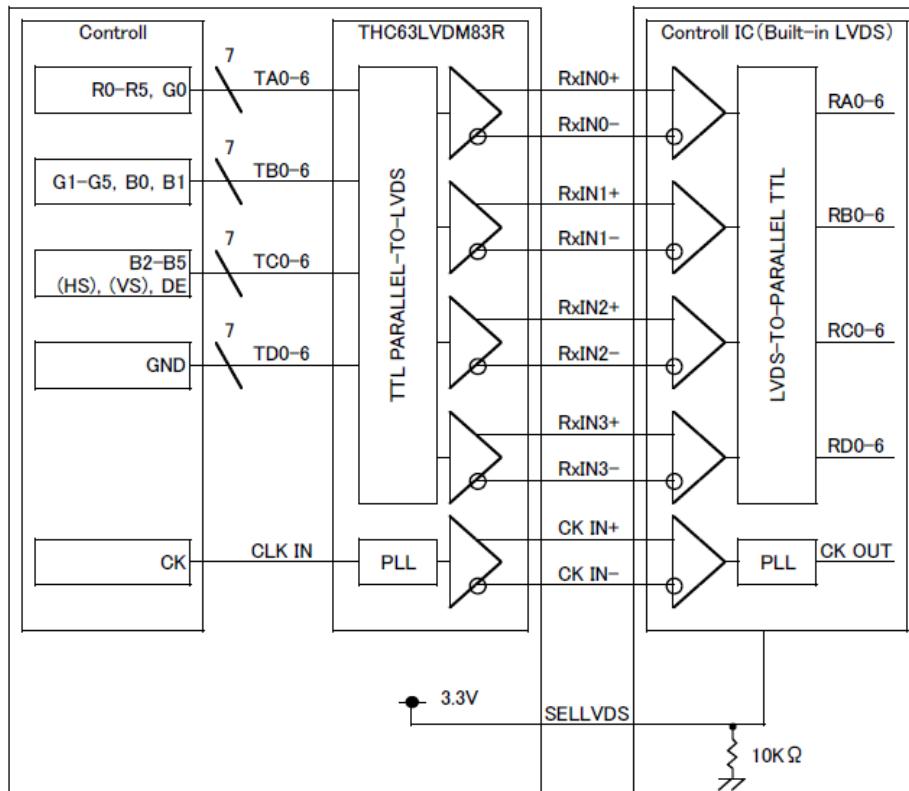 Controll
THC63LVDM83R
Controll IC(Built-in LVDS)
R0-R5, G0
7
TA0-6
RxIN0+
RxIN0-
RA0-6
G1-G5, B0, B1
7
TB0-6
RxIN1+
RxIN1-
RB0-6
B2-B5
(HS), (VS), DE
7
TC0-6
RxIN2+
RxIN2-
RC0-6
GND
7
TD0-6
RxIN3+
RxIN3-
RD0-6
TTL PARALLEL-TO-LVDS
LVDS-TO-PARALLEL TTL
CK
CLK IN
PLL
CK IN+
CK IN-
PLL
CK OUT
3.3V
SELLVDS
10KΩ